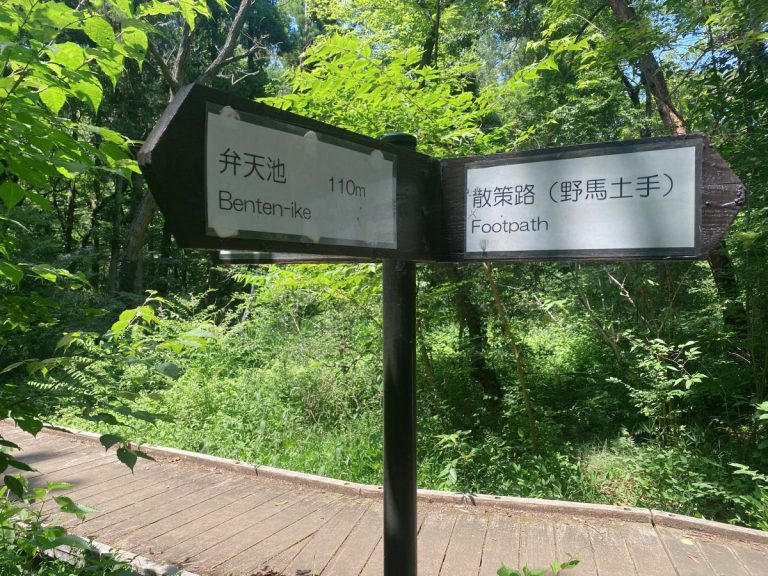 弁天池 110m
Benten-ike
散策路（野馬土手）
Footpath